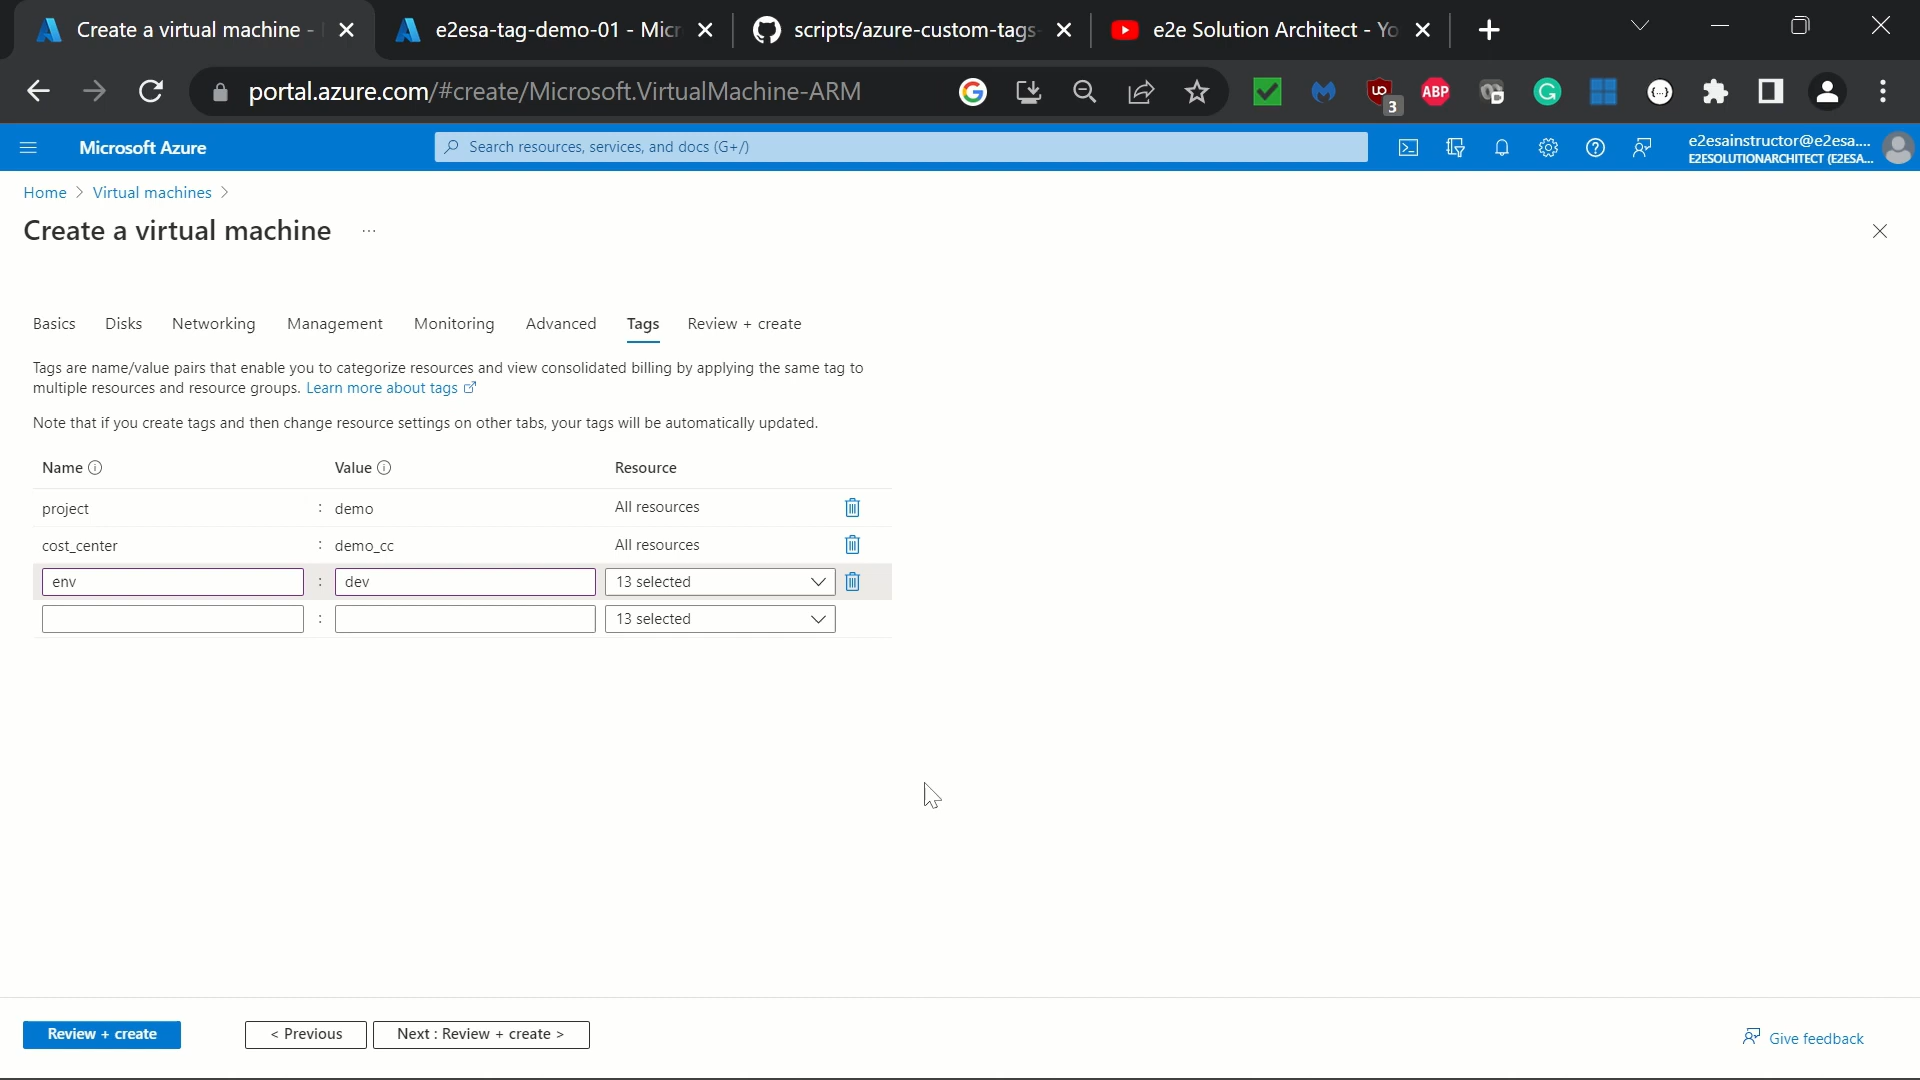 Create a virtual machine -
e2esa-tag-demo-01 - Micr
scripts/azure-custom-tags-
e2e Solution Architect - Yo
portal.azure.com/#create/Microsoft.VirtualMachine-ARM
3
ABP
Microsoft Azure
Search resources, services, and docs (G+/)
e2esainstructor@e2esa....
E2ESOLUTIONARCHITECT (E2ESA...
Home > Virtual machines >
Create a virtual machine ...
Basics Disks Networking Management Monitoring Advanced Tags Review + create
Tags are name/value pairs that enable you to categorize resources and view consolidated billing by applying the same tag to
multiple resources and resource groups. Learn more about tags
Note that if you create tags and then change resource settings on other tabs, your tags will be automatically updated.
Name Value Resource
project : demo All resources
cost_center : demo_cc All resources
env : dev 13 selected
: 13 selected
Review + create < Previous Next : Review + create > Give feedback